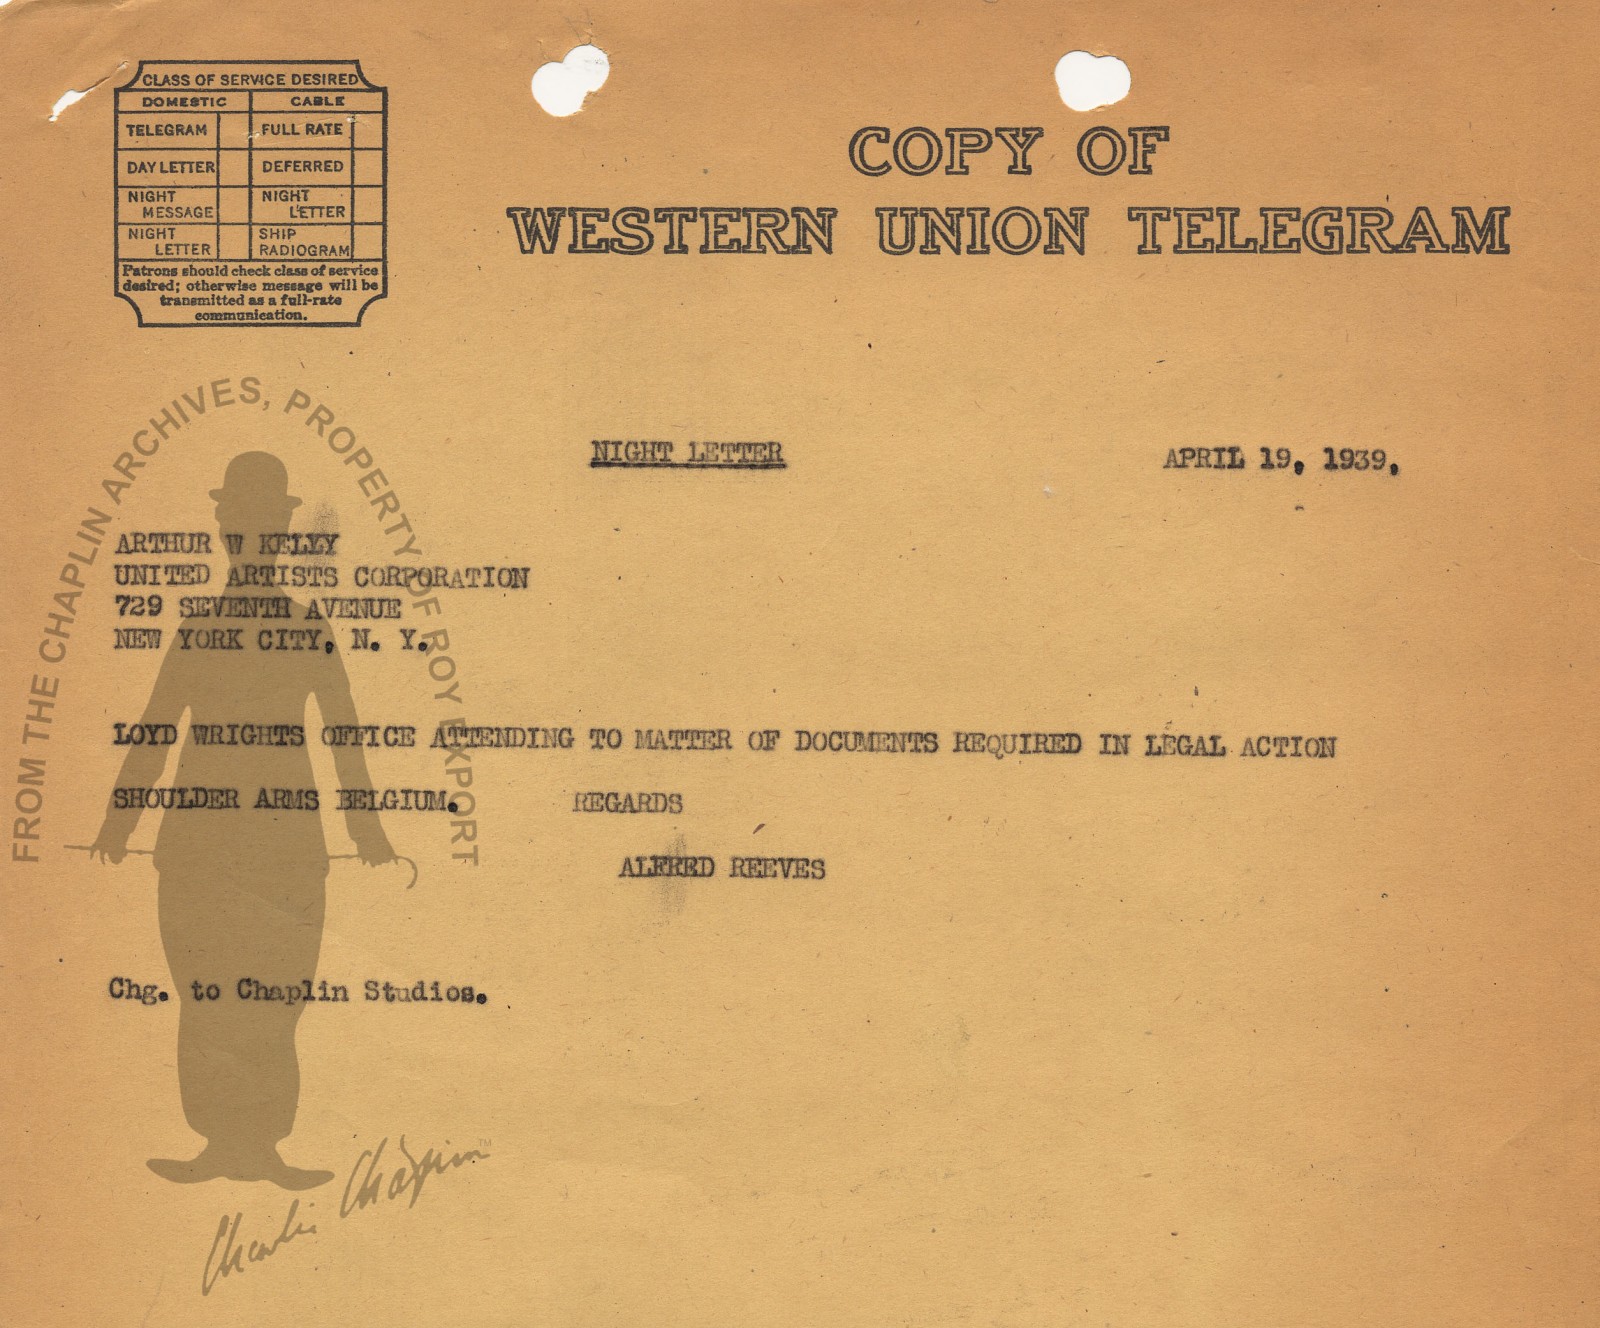 CLASS OF SERVICE DESIRED
DOMESTIC CABLE
TELEGRAM FULL RATE
DAY LETTER DEFERRED
NIGHT MESSAGE NIGHT LETTER
NIGHT LETTER SHIP RADIOGRAM
Patrons should check class of service
desired; otherwise message will be
transmitted as a full-rate
communication.
COPY OF
WESTERN UNION TELEGRAM
NIGHT LETTER APRIL 19, 1939.
ARTHUR W KELLY
UNITED ARTISTS CORPORATION
729 SEVENTH AVENUE
NEW YORK CITY, N. Y.
LOYD WRIGHTS OFFICE ATTENDING TO MATTER OF DOCUMENTS REQUIRED IN LEGAL ACTION
SHOULDER ARMS BELGIUM. REGARDS
ALFRED REEVES
Chg. to Chaplin Studios.
FROM THE CHAPLIN ARCHIVES, PROPERTY OF ROY EXPORT
Charlie Chaplin™